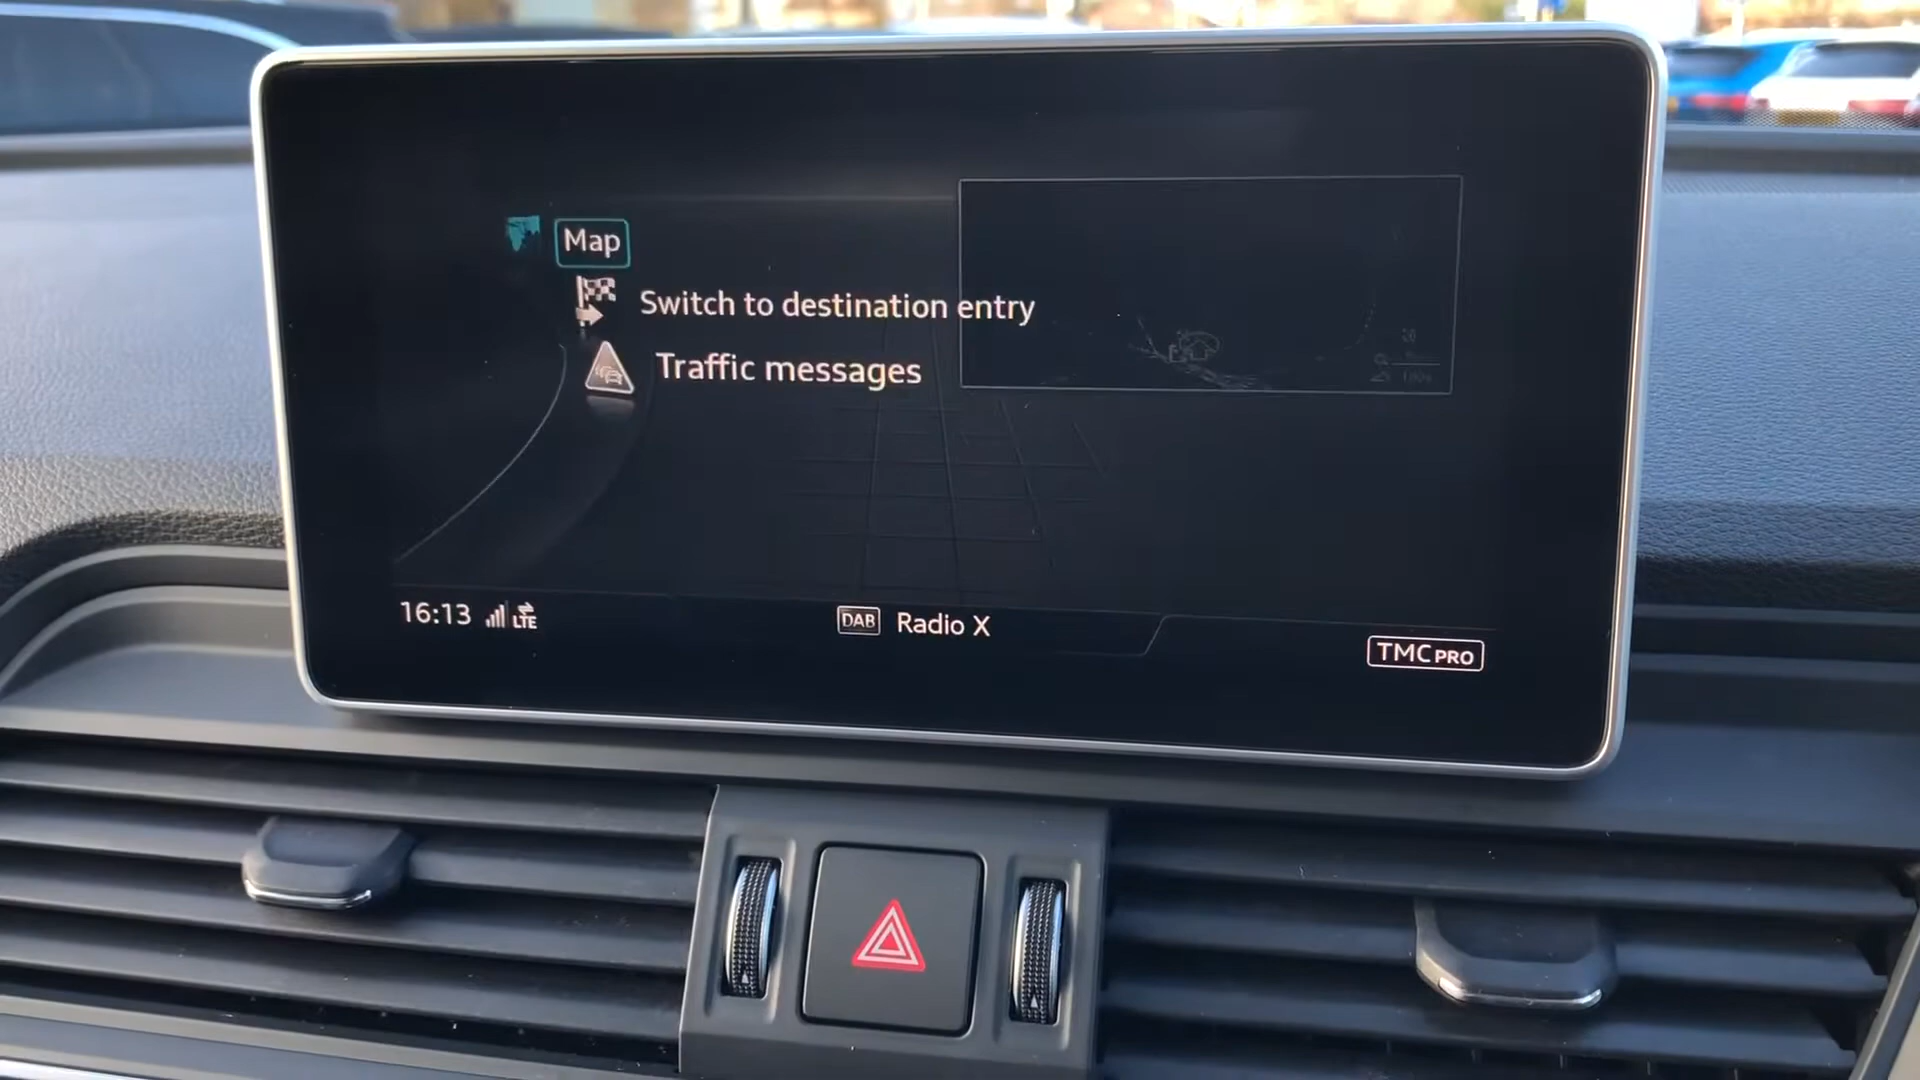 Map
Switch to destination entry
Traffic messages
16:13 LTE
DAB Radio X
TMC PRO